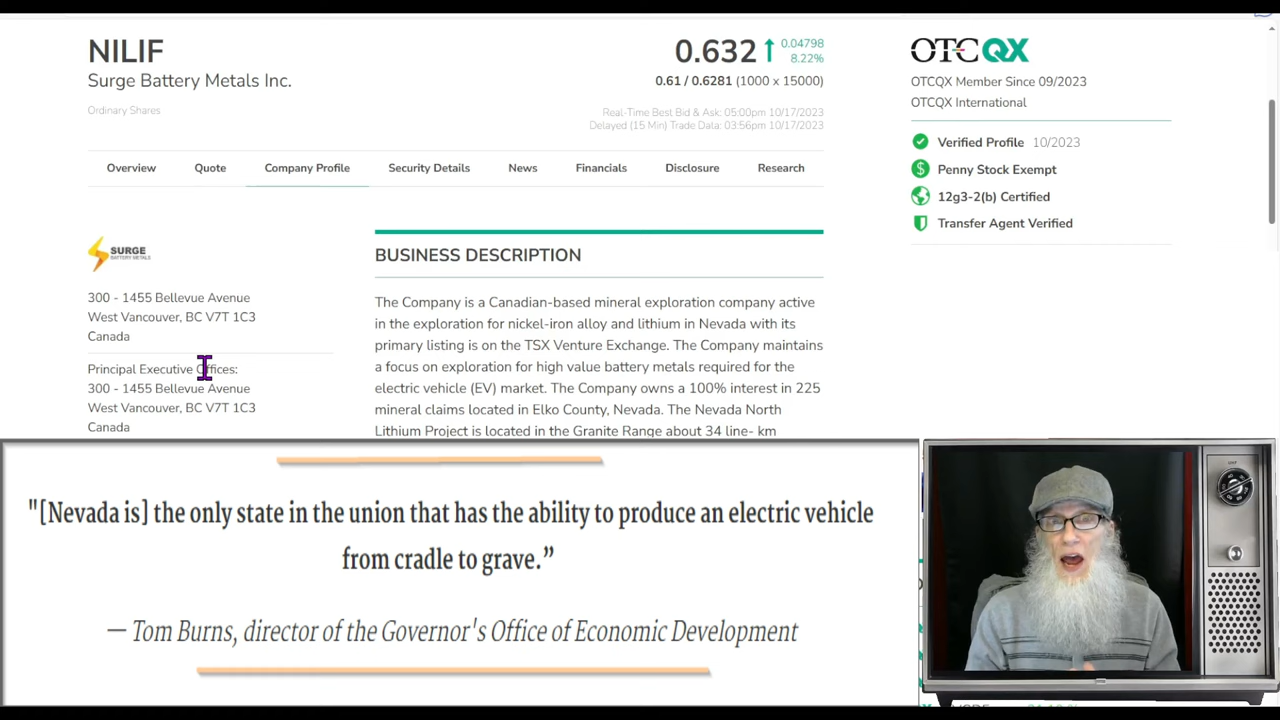 NILIF
Surge Battery Metals Inc.
Ordinary Shares
0.632
0.04798
8.22%
0.61 / 0.6281 (1000 x 15000)
Real-Time Best Bid & Ask: 05:00pm 10/17/2023
Delayed (15 Min) Trade Data: 03:56pm 10/17/2023
OTCQX
OTCQX Member Since 09/2023
OTCQX International
Verified Profile 10/2023
Penny Stock Exempt
12g3-2(b) Certified
Transfer Agent Verified
Overview Quote Company Profile Security Details News Financials Disclosure Research
SURGE
BATTERY METALS
300 - 1455 Bellevue Avenue
West Vancouver, BC V7T 1C3
Canada
Principal Executive Offices:
300 - 1455 Bellevue Avenue
West Vancouver, BC V7T 1C3
Canada
BUSINESS DESCRIPTION
The Company is a Canadian-based mineral exploration company active
in the exploration for nickel-iron alloy and lithium in Nevada with its
primary listing is on the TSX Venture Exchange. The Company maintains
a focus on exploration for high value battery metals required for the
electric vehicle (EV) market. The Company owns a 100% interest in 225
mineral claims located in Elko County, Nevada. The Nevada North
Lithium Project is located in the Granite Range about 34 line- km
"[Nevada is] the only state in the union that has the ability to produce an electric vehicle
from cradle to grave.”
— Tom Burns, director of the Governor's Office of Economic Development